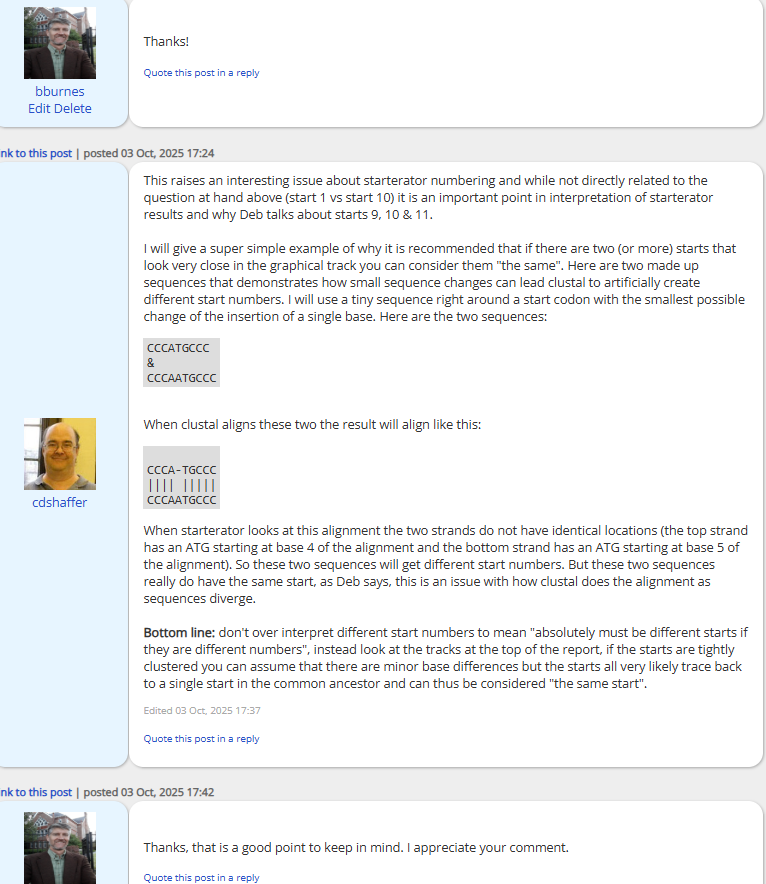 Thanks!
Quote this post in a reply
bburnes
Edit Delete
nk to this post | posted 03 Oct, 2025 17:24
This raises an interesting issue about starterator numbering and while not directly related to the
question at hand above (start 1 vs start 10) it is an important point in interpretation of starterator
results and why Deb talks about starts 9, 10 & 11.
I will give a super simple example of why it is recommended that if there are two (or more) starts that
look very close in the graphical track you can consider them "the same". Here are two made up
sequences that demonstrates how small sequence changes can lead clustal to artificially create
different start numbers. I will use a tiny sequence right around a start codon with the smallest possible
change of the insertion of a single base. Here are the two sequences:
CCCATGCCC
&
CCCAATGCCC
When clustal aligns these two the result will align like this:
CCCA-TGCCC
|||| |||||
CCCAATGCCC
cdshaffer
When starterator looks at this alignment the two strands do not have identical locations (the top strand
has an ATG starting at base 4 of the alignment and the bottom strand has an ATG starting at base 5 of
the alignment). So these two sequences will get different start numbers. But these two sequences
really do have the same start, as Deb says, this is an issue with how clustal does the alignment as
sequences diverge.
Bottom line: don't over interpret different start numbers to mean "absolutely must be different starts if
they are different numbers", instead look at the tracks at the top of the report, if the starts are tightly
clustered you can assume that there are minor base differences but the starts all very likely trace back
to a single start in the common ancestor and can thus be considered "the same start".
Edited 03 Oct, 2025 17:37
Quote this post in a reply
nk to this post | posted 03 Oct, 2025 17:42
Thanks, that is a good point to keep in mind. I appreciate your comment.
Quote this post in a reply